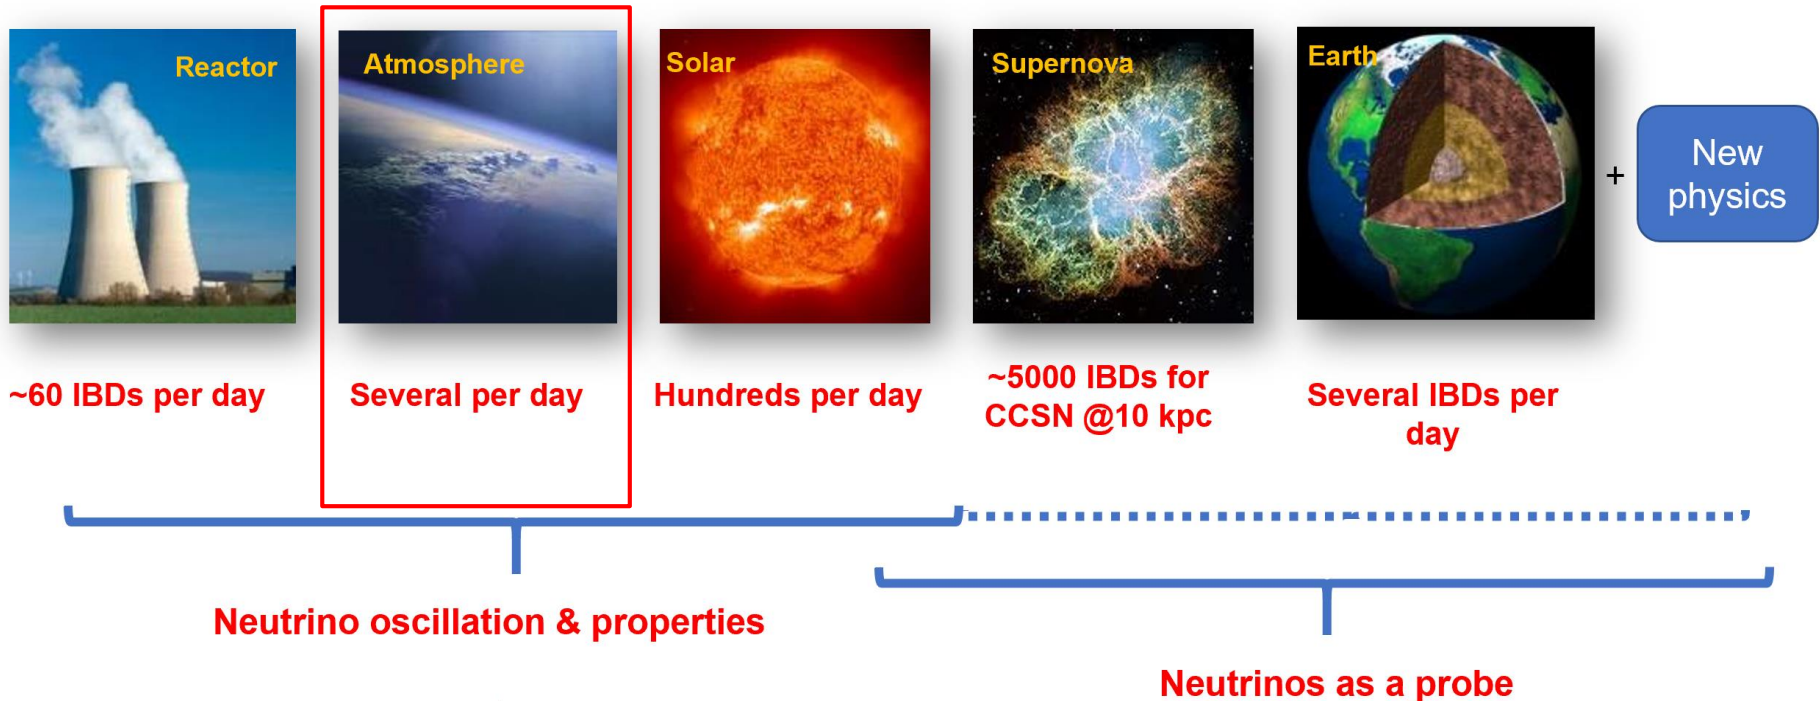 Reactor
Atmosphere
Solar
Supernova
Earth
+
New
physics
~60 IBDs per day
Several per day
Hundreds per day
~5000 IBDs for
CCSN @10 kpc
Several IBDs per
day
Neutrino oscillation & properties
Neutrinos as a probe